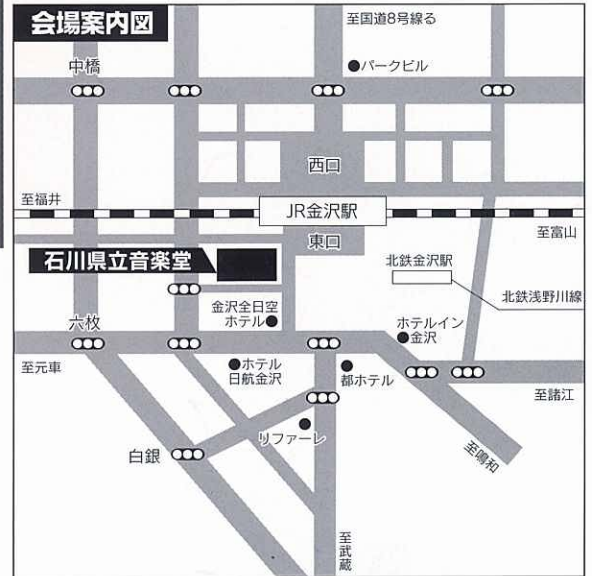 会場案内図
至国道8号線る
中橋
●パークビル
西口
至福井
JR金沢駅
至富山
東口
石川県立音楽堂
北鉄金沢駅
北鉄浅野川線
金沢全日空
ホテル●
六枚
ホテルイン
●金沢
至元車
●ホテル
日航金沢
●都ホテル
至諸江
リファーレ
白銀
至鳴和
至武蔵